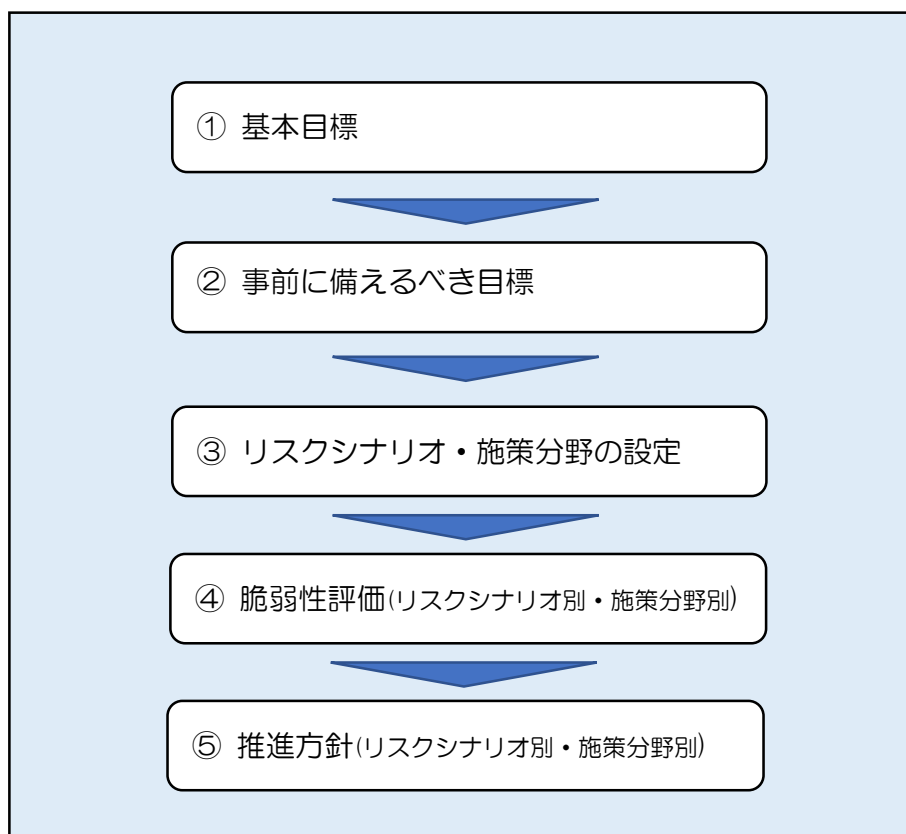 ① 基本目標
② 事前に備えるべき目標
③ リスクシナリオ・施策分野の設定
④ 脆弱性評価(リスクシナリオ別・施策分野別)
⑤ 推進方針(リスクシナリオ別・施策分野別)